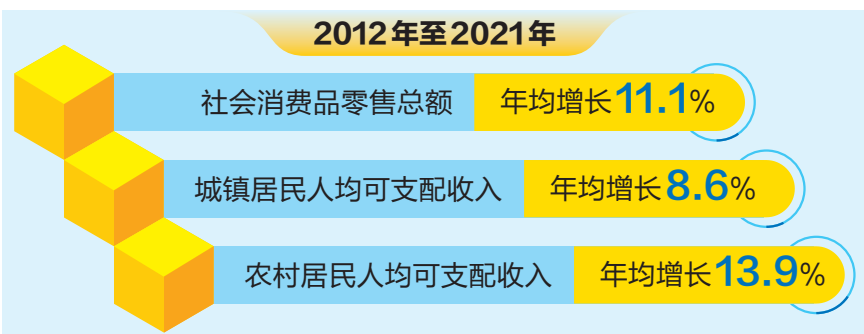 2012年至2021年
社会消费品零售总额 年均增长11.1%
城镇居民人均可支配收入 年均增长8.6%
农村居民人均可支配收入 年均增长13.9%